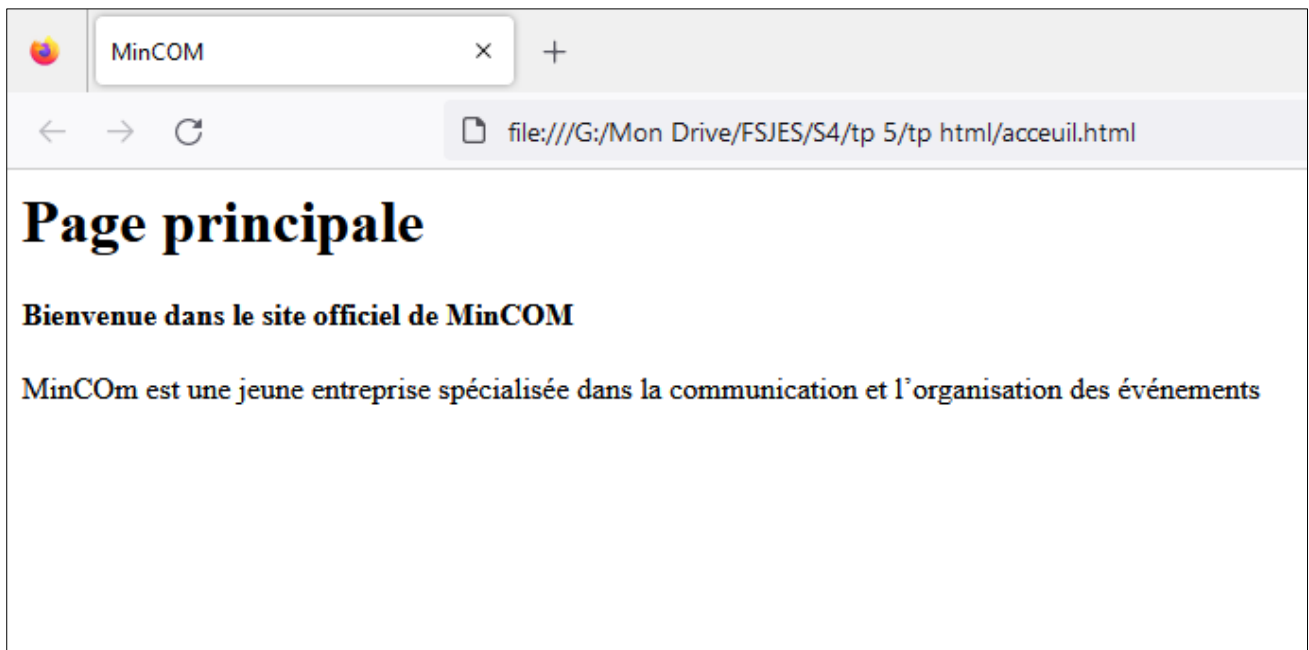 MinCOM
file:///G:/Mon Drive/FSJES/S4/tp 5/tp html/acceuil.html
Page principale
Bienvenue dans le site officiel de MinCOM
MinCOm est une jeune entreprise spécialisée dans la communication et l’organisation des événements